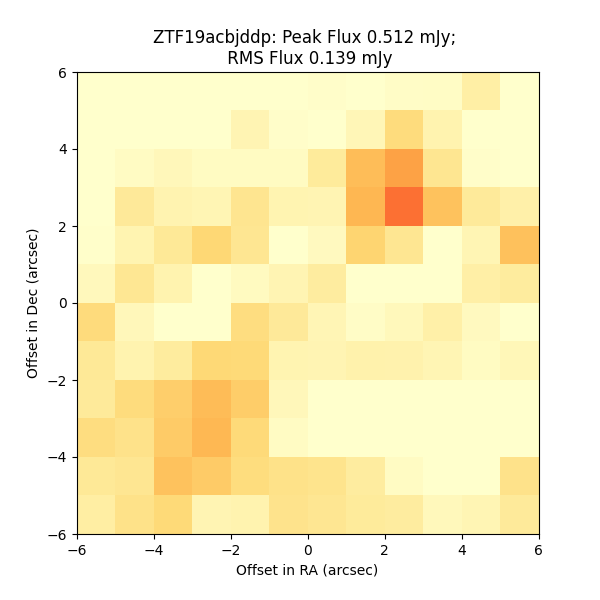 ZTF19acbjddp: Peak Flux 0.512 mJy;
RMS Flux 0.139 mJy
6
4
2
0
−2
−4
−6
Offset in Dec (arcsec)
−6 −4 −2 0 2 4 6
Offset in RA (arcsec)